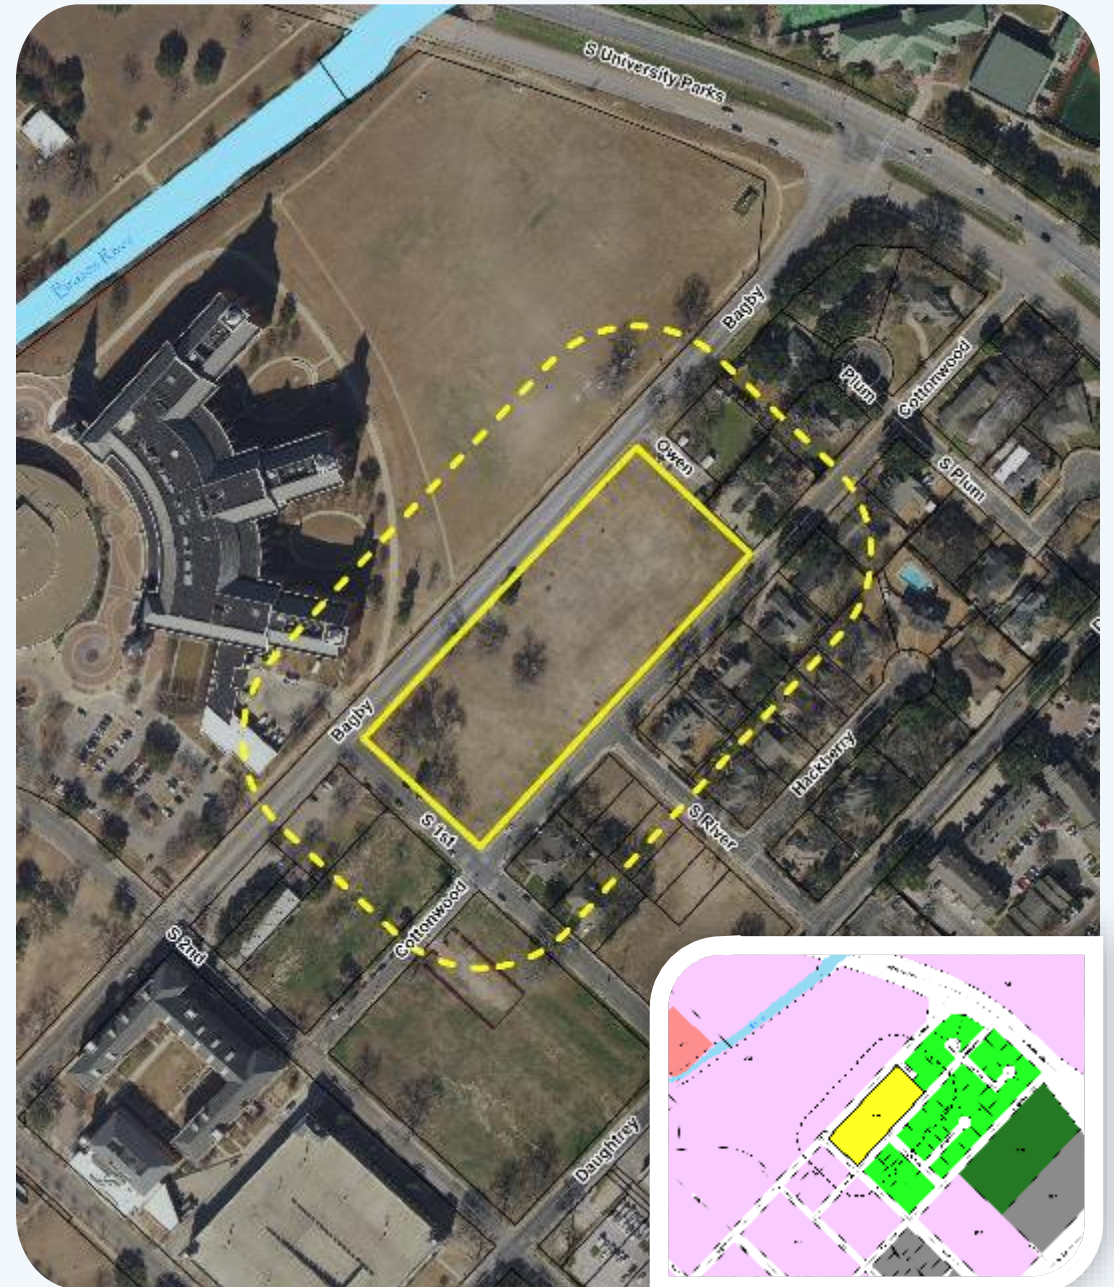 S University Parks
Brazos River
Bagby
Plum
Cottonwood
Owen
S Plum
Bagby
Hackberry
S 1st
S River
Cottonwood
S 2nd
Daughtrey